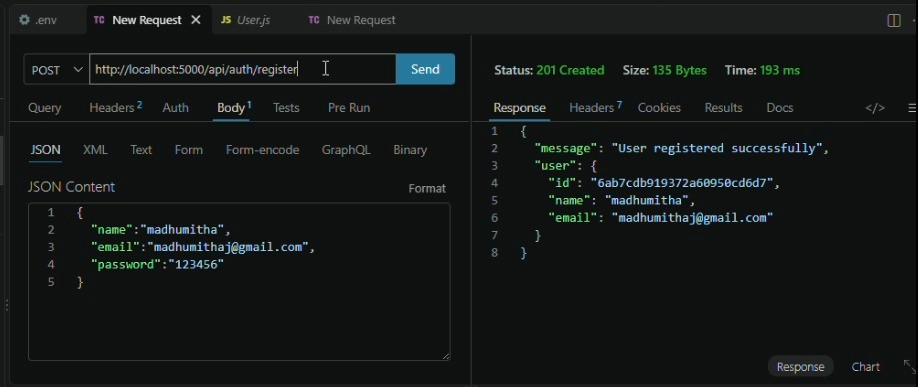 .env
TC New Request ×
JS User.js
TC New Request
POST
http://localhost:5000/api/auth/register
Send
Query
Headers 2
Auth
Body 1
Tests
Pre Run
JSON
XML
Text
Form
Form-encode
GraphQL
Binary
JSON Content
Format
1 {
2 "name":"madhumitha",
3 "email":"madhumithaj@gmail.com",
4 "password":"123456"
5 }
Status: 201 Created Size: 135 Bytes Time: 193 ms
Response
Headers 7
Cookies
Results
Docs
</>
1 {
2 "message": "User registered successfully",
3 "user": {
4 "id": "6ab7cdb919372a60950cd6d7",
5 "name": "madhumitha",
6 "email": "madhumithaj@gmail.com"
7 }
8 }
Response
Chart